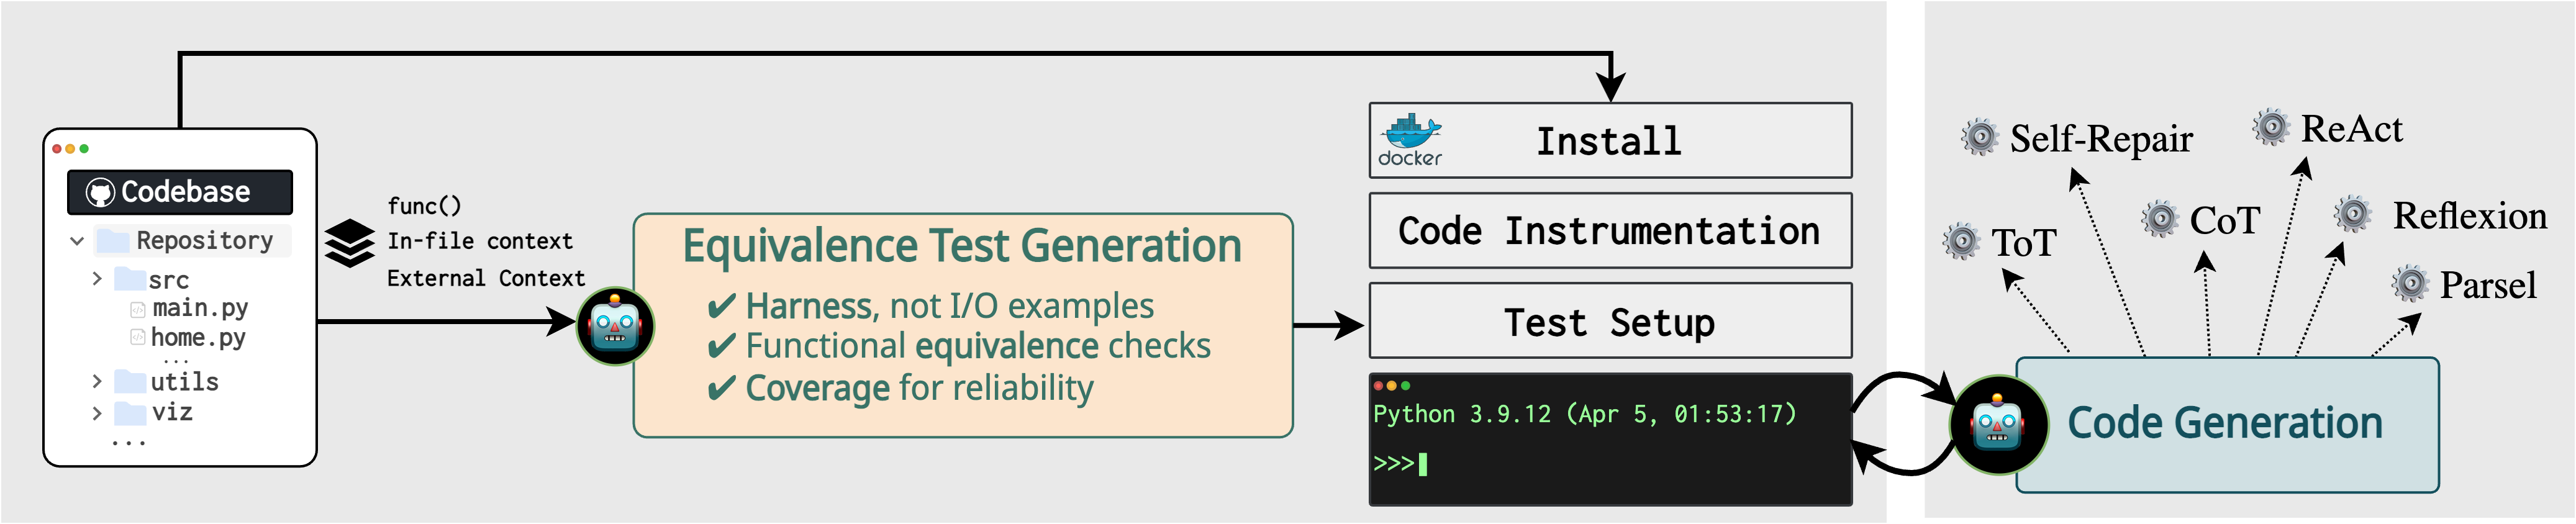 Codebase
Repository
src
main.py
home.py
...
utils
viz
...
func()
In-file context
External Context
Equivalence Test Generation
✔ Harness, not I/O examples
✔ Functional equivalence checks
✔ Coverage for reliability
docker
Install
Code Instrumentation
Test Setup
Python 3.9.12 (Apr 5, 01:53:17)
>>>
Self-Repair
ReAct
ToT
CoT
Reflexion
Parsel
Code Generation